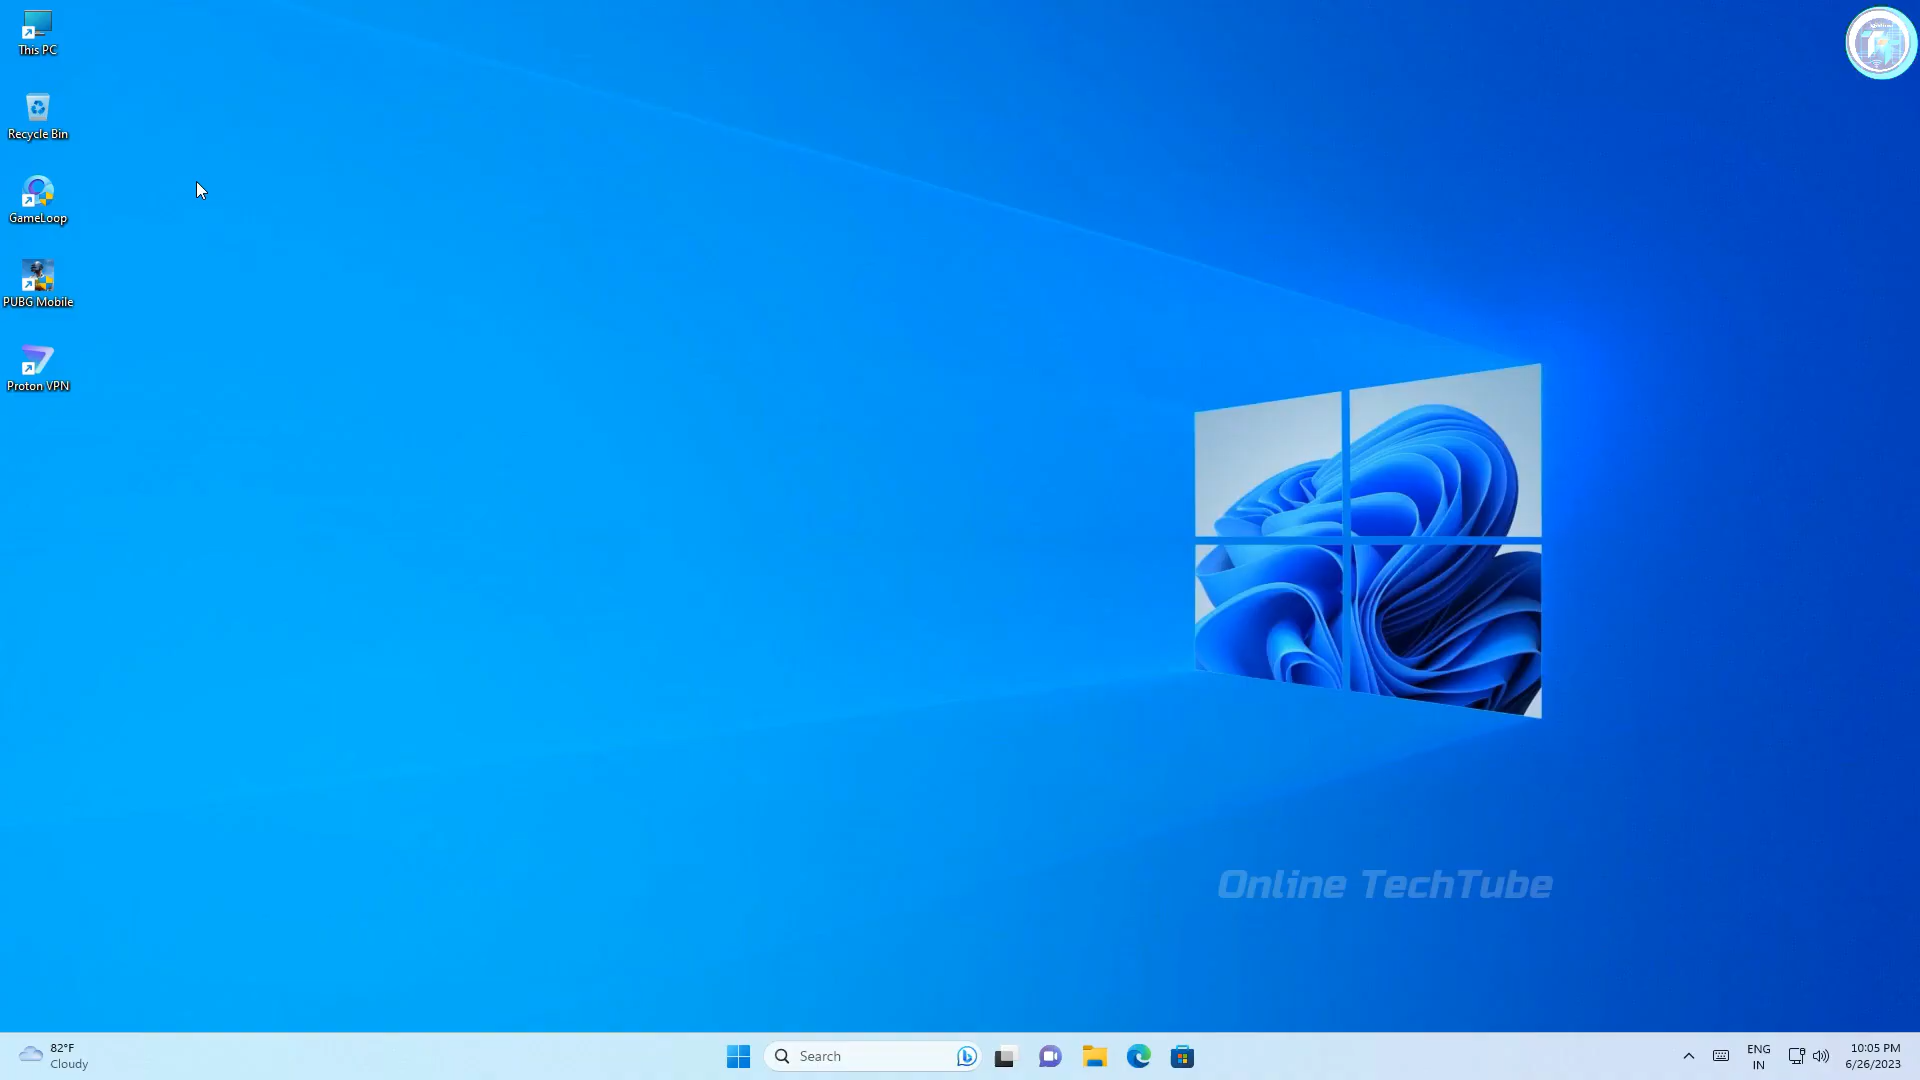 This PC
Recycle Bin
GameLoop
PUBG Mobile
Proton VPN
Online TechTube
82°F
Cloudy
Search
ENG
IN
10:05 PM
6/26/2023